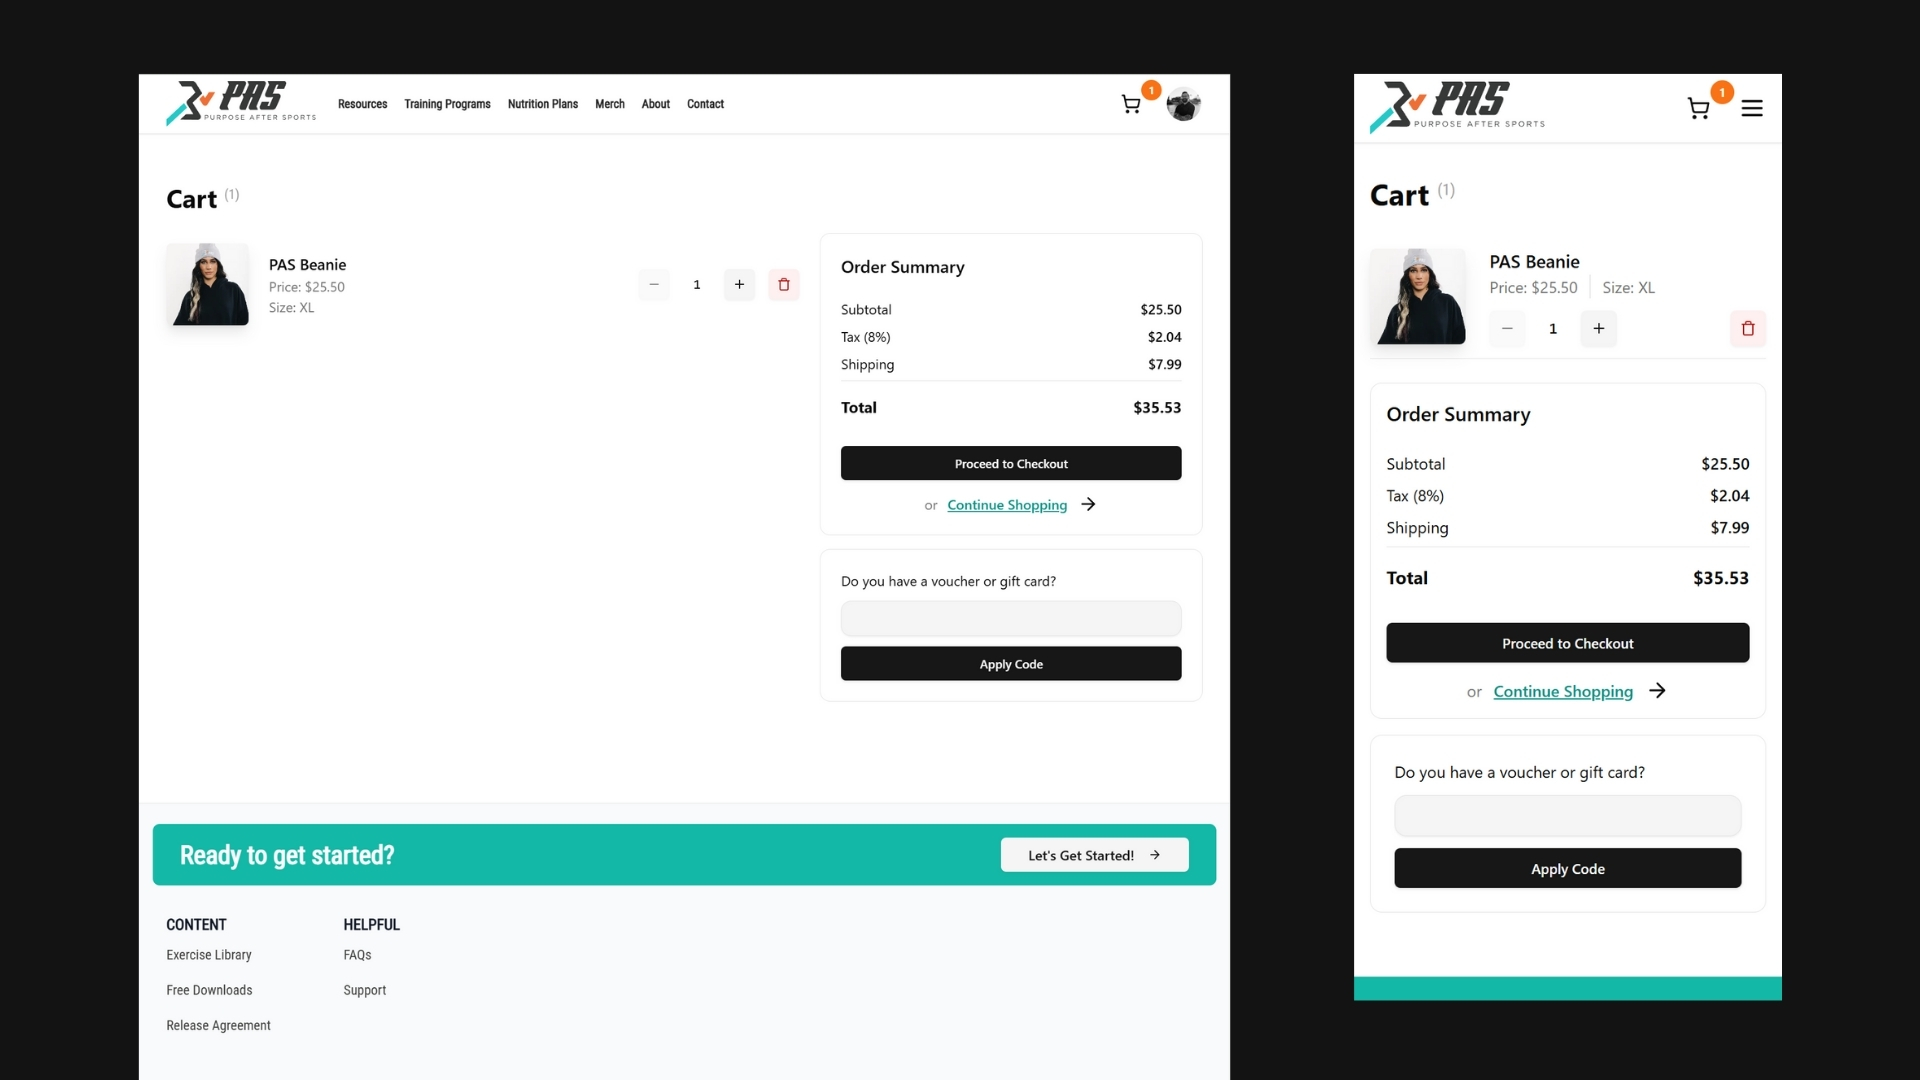 PAS
PURPOSE AFTER SPORTS
Resources Training Programs Nutrition Plans Merch About Contact
1
Cart (1)
PAS Beanie
Price: $25.50
Size: XL
− 1 +
Order Summary
Subtotal $25.50
Tax (8%) $2.04
Shipping $7.99
Total $35.53
Proceed to Checkout
or Continue Shopping →
Do you have a voucher or gift card?
Apply Code
Ready to get started?
Let's Get Started! →
CONTENT
Exercise Library
Free Downloads
Release Agreement
HELPFUL
FAQs
Support
PAS
PURPOSE AFTER SPORTS
1
Cart (1)
PAS Beanie
Price: $25.50 Size: XL
− 1 +
Order Summary
Subtotal $25.50
Tax (8%) $2.04
Shipping $7.99
Total $35.53
Proceed to Checkout
or Continue Shopping →
Do you have a voucher or gift card?
Apply Code